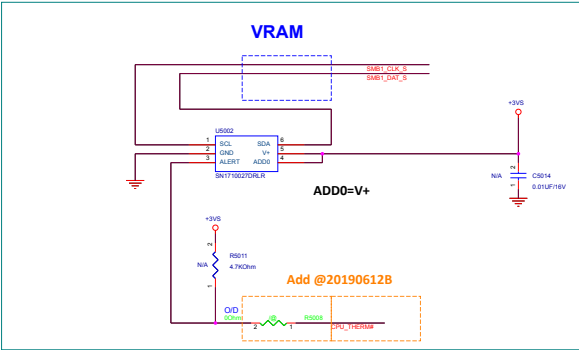 VRAM
SMB1_CLK_S
SMB1_DAT_S
+3VS
U5002
1 SCL SDA 6
2 GND V+ 5
3 ALERT ADD0 4
SN1710027DRLR
ADD0=V+
2
N/A C5014
1 0.01UF/16V
+3VS
2
R5011
N/A 4.7KOhm
1
Add @20190612B
O/D
0Ohm R5008
2 1 CPU_THERM#